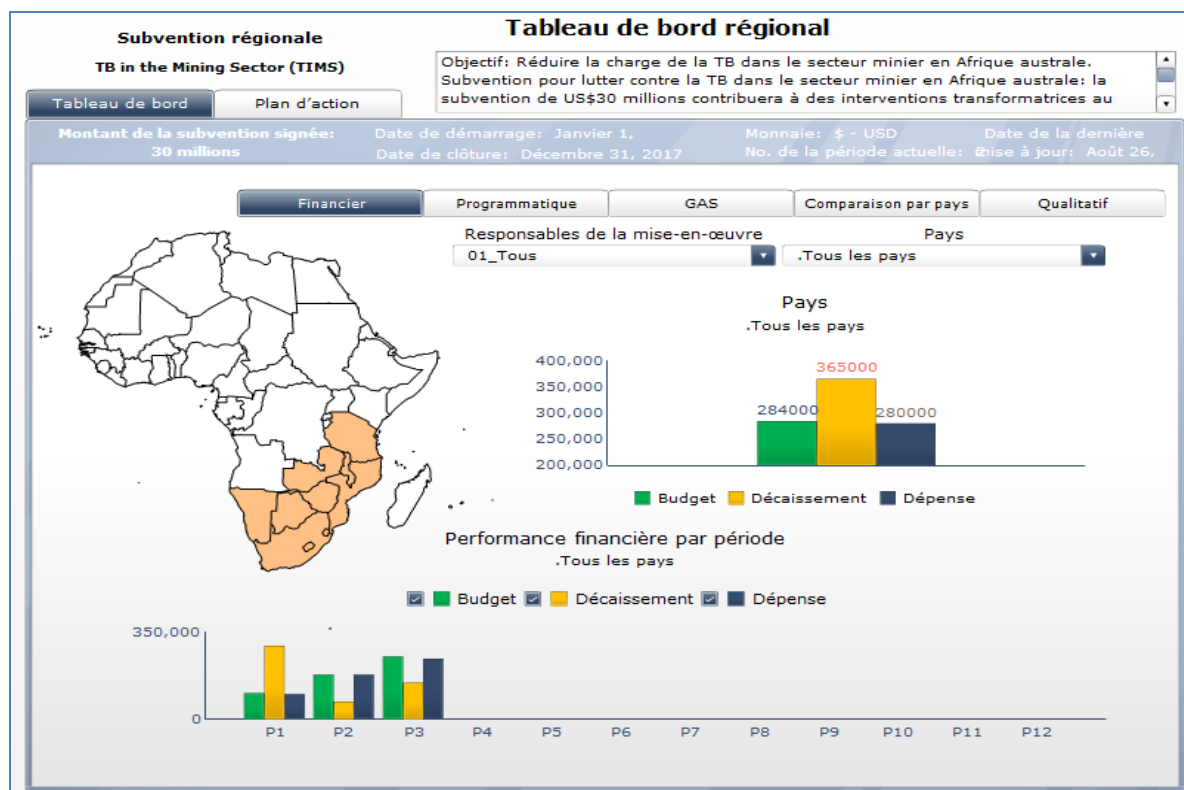 Subvention régionale
TB in the Mining Sector (TIMS)
Tableau de bord régional
Objectif: Réduire la charge de la TB dans le secteur minier en Afrique australe.
Subvention pour lutter contre la TB dans le secteur minier en Afrique australe: la
subvention de US$30 millions contribuera à des interventions transformatrices au
Tableau de bord
Plan d'action
Montant de la subvention signée:
30 millions
Date de démarrage: Janvier 1,
Date de clôture: Décembre 31, 2017
Monnaie: $ - USD
No. de la période actuelle:
Date de la dernière
mise à jour: Août 26,
Financier
Programmatique
GAS
Comparaison par pays
Qualitatif
Responsables de la mise-en-œuvre
01_Tous
Pays
.Tous les pays
Pays
.Tous les pays
400,000
350,000
300,000
250,000
200,000
284000
365000
280000
Budget
Décaissement
Dépense
Performance financière par période
.Tous les pays
Budget
Décaissement
Dépense
350,000
0
P1 P2 P3 P4 P5 P6 P7 P8 P9 P10 P11 P12